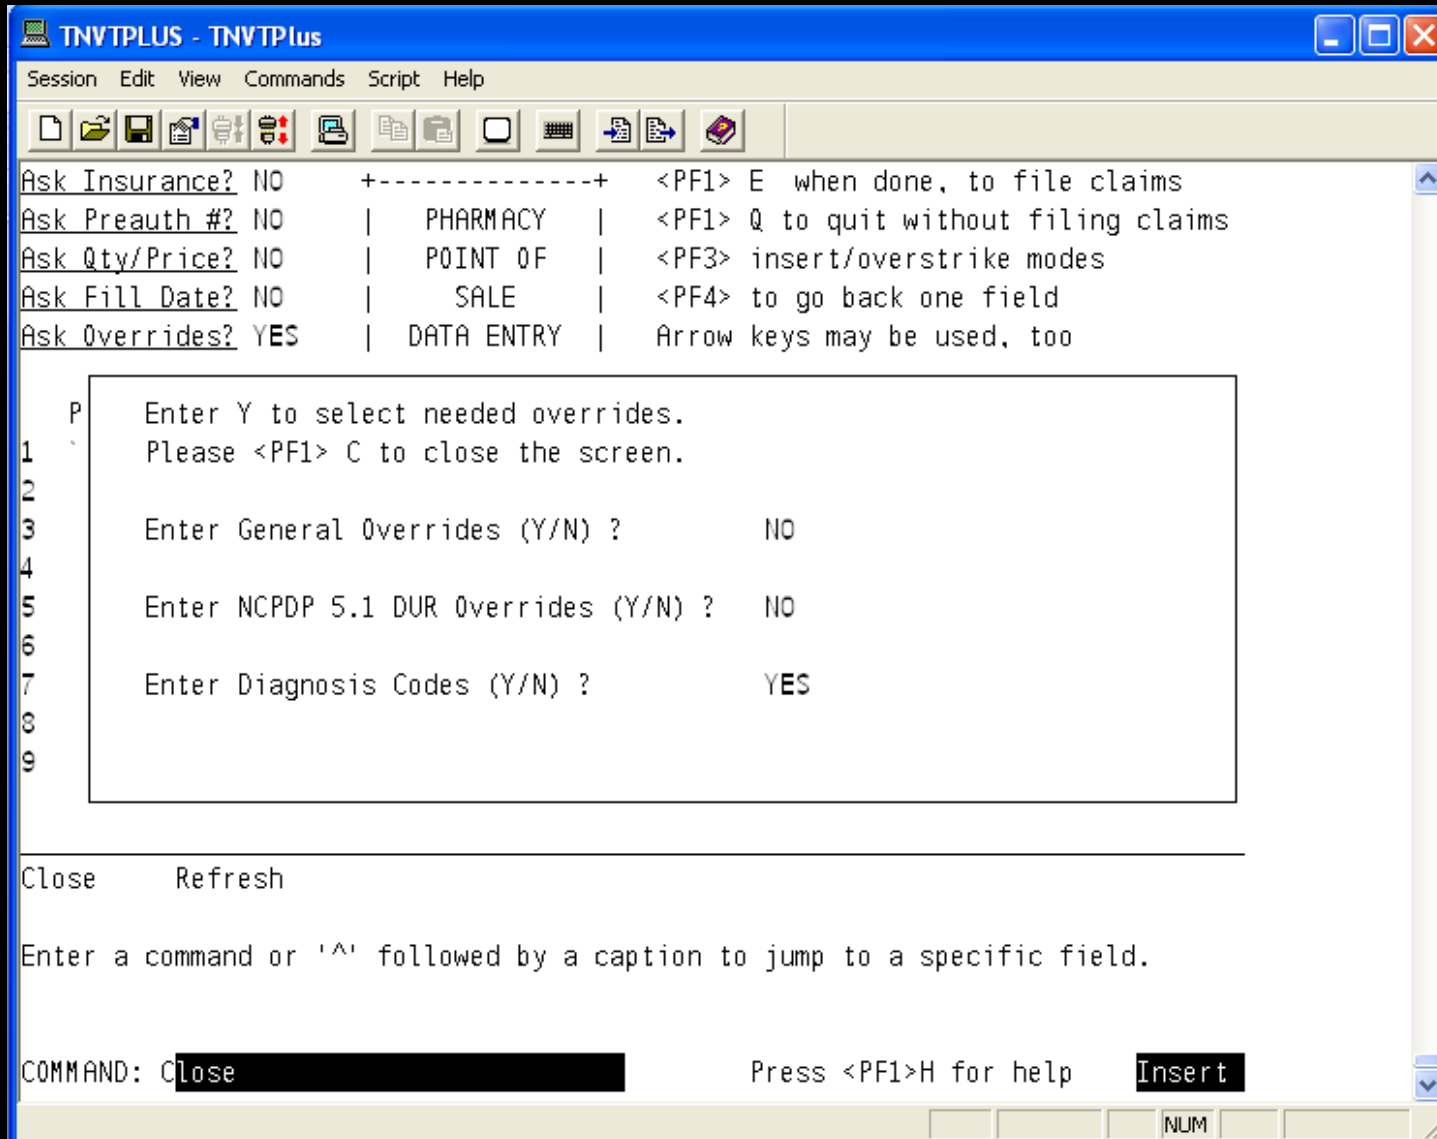 TNVTPLUS - TNVTPlus
Session Edit View Commands Script Help
Ask Insurance? NO +--------------+ <PF1> E when done, to file claims
Ask Preauth #? NO | PHARMACY | <PF1> Q to quit without filing claims
Ask Qty/Price? NO | POINT OF | <PF3> insert/overstrike modes
Ask Fill Date? NO | SALE | <PF4> to go back one field
Ask Overrides? YES | DATA ENTRY | Arrow keys may be used, too
P Enter Y to select needed overrides.
1 ` Please <PF1> C to close the screen.
2
3 Enter General Overrides (Y/N) ? NO
4
5 Enter NCPDP 5.1 DUR Overrides (Y/N) ? NO
6
7 Enter Diagnosis Codes (Y/N) ? YES
8
9
Close Refresh
Enter a command or '^' followed by a caption to jump to a specific field.
COMMAND: Close Press <PF1>H for help Insert
NUM